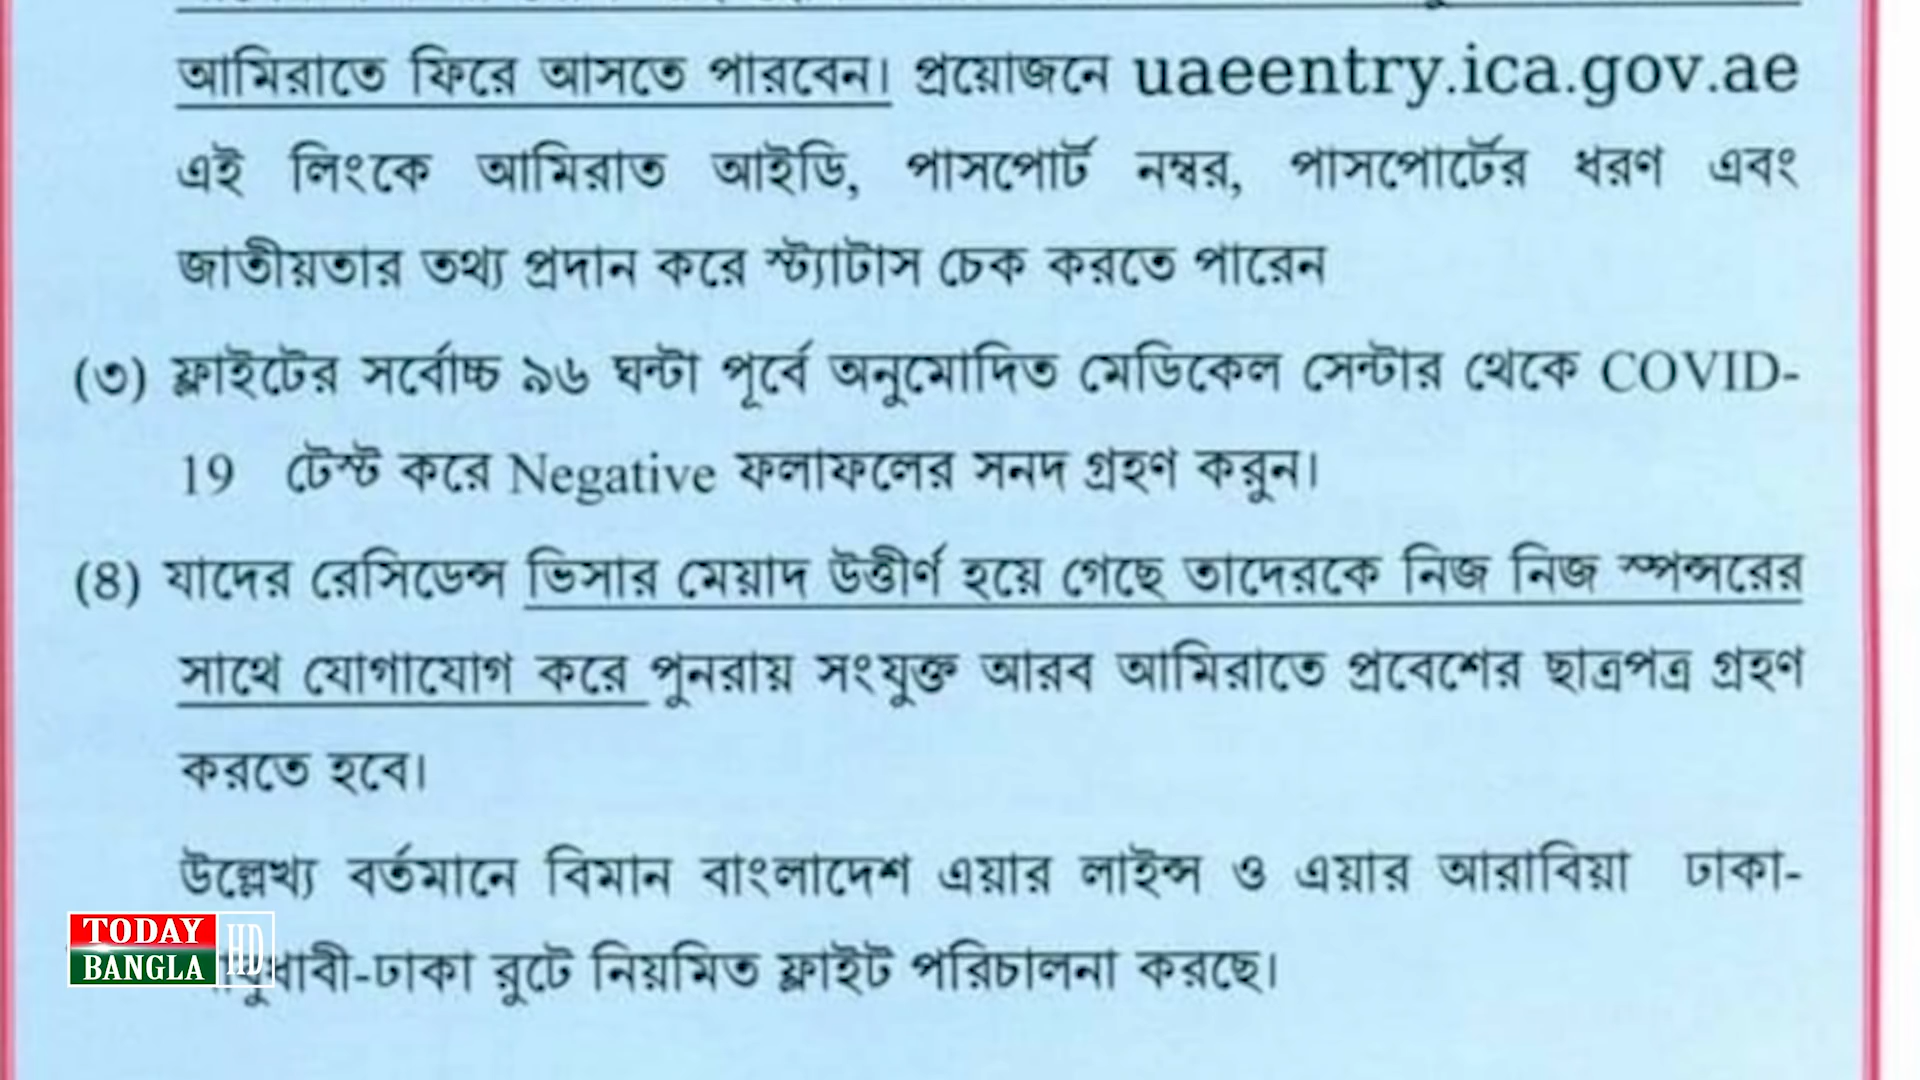 আমিরাতে ফিরে আসতে পারবেন। প্রয়োজনে uaeentry.ica.gov.ae
এই লিংকে আমিরাত আইডি, পাসপোর্ট নম্বর, পাসপোর্টের ধরণ এবং
জাতীয়তার তথ্য প্রদান করে স্ট্যাটাস চেক করতে পারেন
(৩) ফ্লাইটের সর্বোচ্চ ৯৬ ঘন্টা পূর্বে অনুমোদিত মেডিকেল সেন্টার থেকে COVID-
19 টেস্ট করে Negative ফলাফলের সনদ গ্রহণ করুন।
(৪) যাদের রেসিডেন্স ভিসার মেয়াদ উত্তীর্ণ হয়ে গেছে তাদেরকে নিজ নিজ স্পন্সরের
সাথে যোগাযোগ করে পুনরায় সংযুক্ত আরব আমিরাতে প্রবেশের ছাত্রপত্র গ্রহণ
করতে হবে।
উল্লেখ্য বর্তমানে বিমান বাংলাদেশ এয়ার লাইন্স ও এয়ার আরাবিয়া ঢাকা-
ধাবী-ঢাকা রুটে নিয়মিত ফ্লাইট পরিচালনা করছে।
TODAY
BANGLA HD